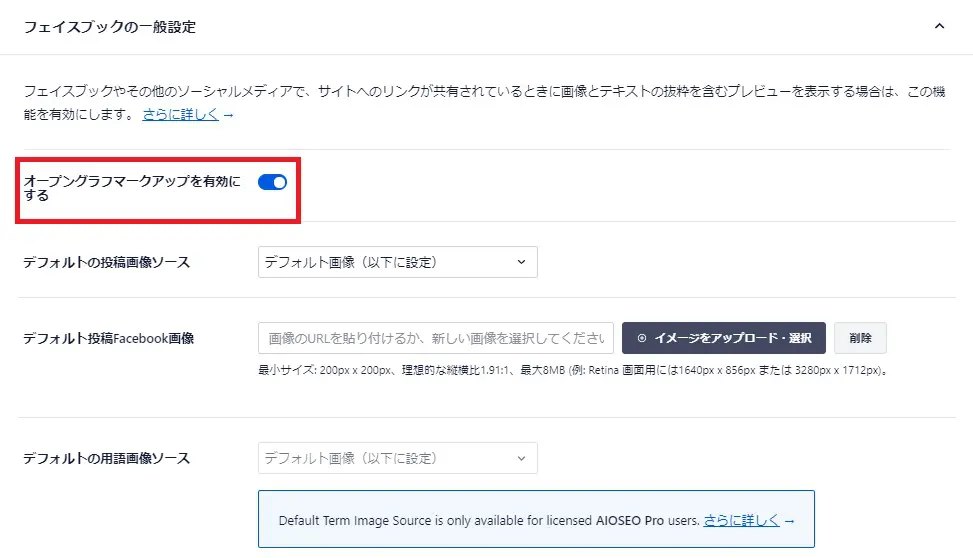 フェイスブックの一般設定
フェイスブックやその他のソーシャルメディアで、サイトへのリンクが共有されているときに画像とテキストの抜粋を含むプレビューを表示する場合は、この機
能を有効にします。 さらに詳しく →
オープングラフマークアップを有効に
する
デフォルトの投稿画像ソース
デフォルト画像（以下に設定）
デフォルト投稿Facebook画像
画像のURLを貼り付けるか、新しい画像を選択してください
イメージをアップロード・選択
削除
最小サイズ: 200px x 200px、理想的な縦横比1.91:1、最大8MB (例: Retina 画面用には1640px x 856px または 3280px x 1712px)。
デフォルトの用語画像ソース
デフォルト画像（以下に設定）
Default Term Image Source is only available for licensed AIOSEO Pro users. さらに詳しく →